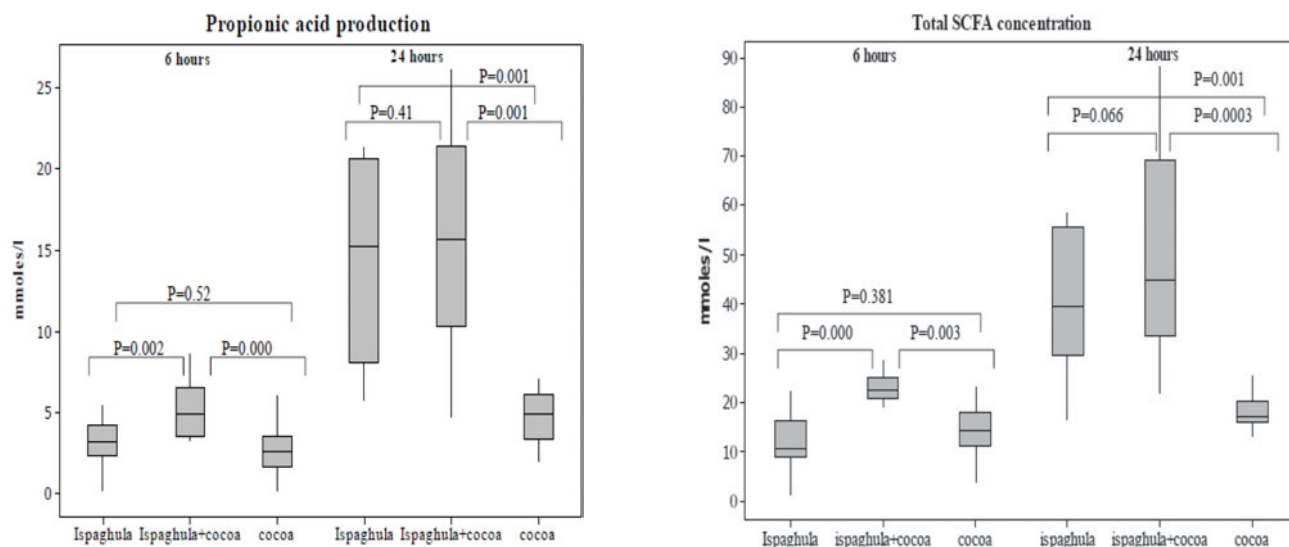 Propionic acid production
6 hours
24 hours
P=0.001
P=0.41
P=0.001
P=0.52
P=0.002
P=0.000
mmoles/l
25
20
15
10
5
0
Ispaghula
Ispaghula+cocoa
cocoa
Ispaghula
Ispaghula+cocoa
cocoa
Total SCFA concentration
6 hours
24 hours
P=0.001
P=0.066
P=0.0003
P=0.381
P=0.000
P=0.003
mmoles / l
90
80
70
60
50
40
30
20
10
0
Ispaghula
ispaghula+cocoa
cocoa
ispaghula
ispaghula+cocoa
cocoa